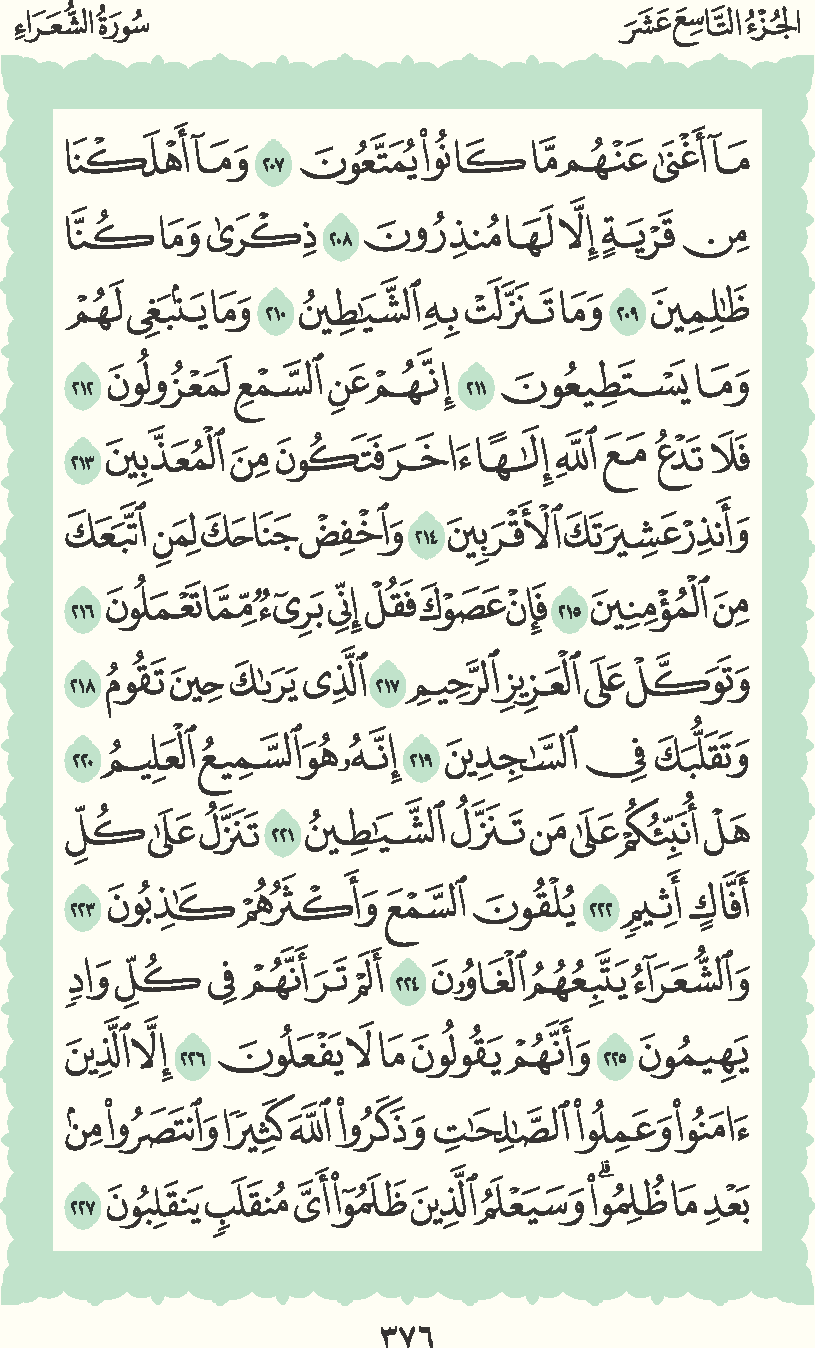 الجُزْءُ التَّاسِعَ عَشَرَ
سُورَةُ الشُّعَرَاءِ
مَآ أَغْنَىٰ عَنْهُم مَّا كَانُوا۟ يُمَتَّعُونَ ٢٠٧ وَمَآ أَهْلَكْنَا
مِن قَرْيَةٍ إِلَّا لَهَا مُنذِرُونَ ٢٠٨ ذِكْرَىٰ وَمَا كُنَّا
ظَٰلِمِينَ ٢٠٩ وَمَا تَنَزَّلَتْ بِهِ ٱلشَّيَٰطِينُ ٢١٠ وَمَا يَنۢبَغِى لَهُمْ
وَمَا يَسْتَطِيعُونَ ٢١١ إِنَّهُمْ عَنِ ٱلسَّمْعِ لَمَعْزُولُونَ ٢١٢
فَلَا تَدْعُ مَعَ ٱللَّهِ إِلَٰهًا ءَاخَرَ فَتَكُونَ مِنَ ٱلْمُعَذَّبِينَ ٢١٣
وَأَنذِرْ عَشِيرَتَكَ ٱلْأَقْرَبِينَ ٢١٤ وَٱخْفِضْ جَنَاحَكَ لِمَنِ ٱتَّبَعَكَ
مِنَ ٱلْمُؤْمِنِينَ ٢١٥ فَإِنْ عَصَوْكَ فَقُلْ إِنِّى بَرِىٓءٌ مِّمَّا تَعْمَلُونَ ٢١٦
وَتَوَكَّلْ عَلَى ٱلْعَزِيزِ ٱلرَّحِيمِ ٢١٧ ٱلَّذِى يَرَىٰكَ حِينَ تَقُومُ ٢١٨
وَتَقَلُّبَكَ فِى ٱلسَّٰجِدِينَ ٢١٩ إِنَّهُۥ هُوَ ٱلسَّمِيعُ ٱلْعَلِيمُ ٢٢٠
هَلْ أُنَبِّئُكُمْ عَلَىٰ مَن تَنَزَّلُ ٱلشَّيَٰطِينُ ٢٢١ تَنَزَّلُ عَلَىٰ كُلِّ
أَفَّاكٍ أَثِيمٍ ٢٢٢ يُلْقُونَ ٱلسَّمْعَ وَأَكْثَرُهُمْ كَٰذِبُونَ ٢٢٣
وَٱلشُّعَرَآءُ يَتَّبِعُهُمُ ٱلْغَاوُۥنَ ٢٢٤ أَلَمْ تَرَ أَنَّهُمْ فِى كُلِّ وَادٍ
يَهِيمُونَ ٢٢٥ وَأَنَّهُمْ يَقُولُونَ مَا لَا يَفْعَلُونَ ٢٢٦ إِلَّا ٱلَّذِينَ
ءَامَنُوا۟ وَعَمِلُوا۟ ٱلصَّٰلِحَٰتِ وَذَكَرُوا۟ ٱللَّهَ كَثِيرًا وَٱنتَصَرُوا۟ مِنۢ
بَعْدِ مَا ظُلِمُوا۟ ۗ وَسَيَعْلَمُ ٱلَّذِينَ ظَلَمُوٓا۟ أَىَّ مُنقَلَبٍ يَنقَلِبُونَ ٢٢٧
٣٧٦